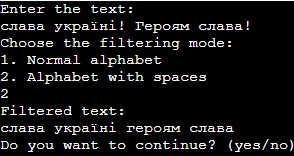 Enter the text:
слава україні! Героям слава!
Choose the filtering mode:
1. Normal alphabet
2. Alphabet with spaces
2
Filtered text:
слава україні героям слава
Do you want to continue? (yes/no)